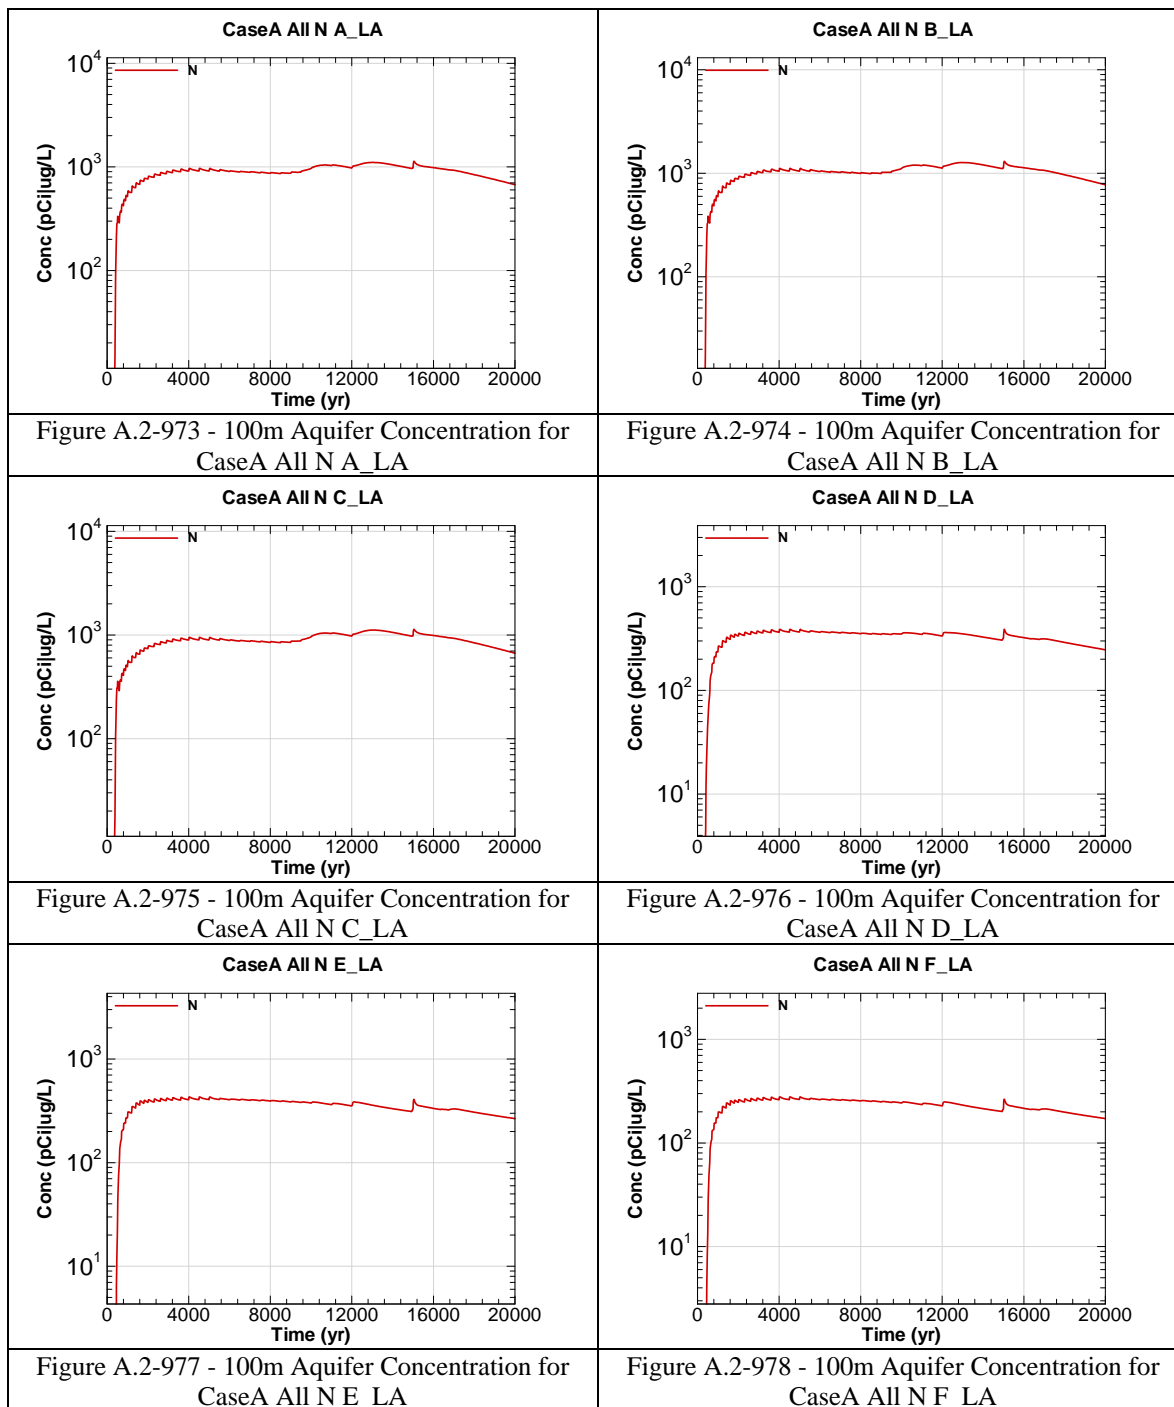 CaseA All N A_LA
N
Conc (pCi|ug/L)
10^4
10^3
10^2
0 4000 8000 12000 16000 20000
Time (yr)
Figure A.2-973 - 100m Aquifer Concentration for
CaseA All N A_LA
CaseA All N B_LA
N
Conc (pCi|ug/L)
10^4
10^3
10^2
0 4000 8000 12000 16000 20000
Time (yr)
Figure A.2-974 - 100m Aquifer Concentration for
CaseA All N B_LA
CaseA All N C_LA
N
Conc (pCi|ug/L)
10^4
10^3
10^2
0 4000 8000 12000 16000 20000
Time (yr)
Figure A.2-975 - 100m Aquifer Concentration for
CaseA All N C_LA
CaseA All N D_LA
N
Conc (pCi|ug/L)
10^3
10^2
10^1
0 4000 8000 12000 16000 20000
Time (yr)
Figure A.2-976 - 100m Aquifer Concentration for
CaseA All N D_LA
CaseA All N E_LA
N
Conc (pCi|ug/L)
10^3
10^2
10^1
0 4000 8000 12000 16000 20000
Time (yr)
Figure A.2-977 - 100m Aquifer Concentration for
CaseA All N E_LA
CaseA All N F_LA
N
Conc (pCi|ug/L)
10^3
10^2
10^1
0 4000 8000 12000 16000 20000
Time (yr)
Figure A.2-978 - 100m Aquifer Concentration for
CaseA All N F_LA